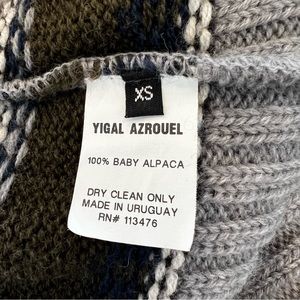 XS
YIGAL AZROUEL
100% BABY ALPACA
DRY CLEAN ONLY
MADE IN URUGUAY
RN# 113476